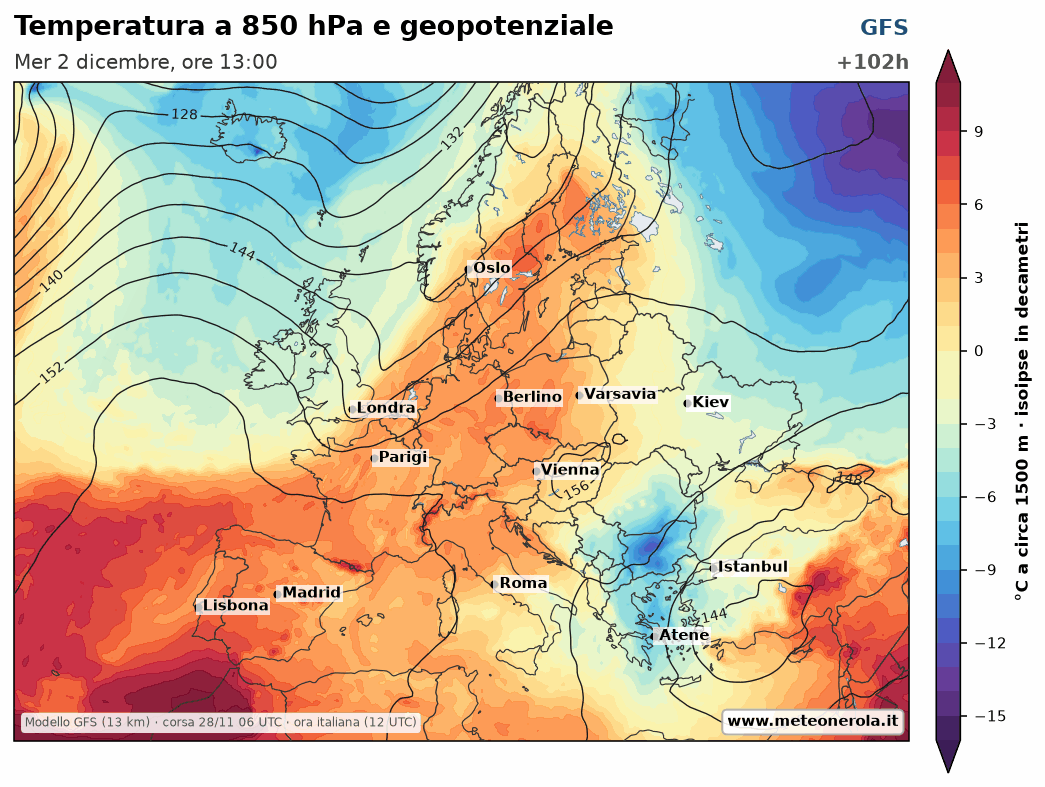 Temperatura a 850 hPa e geopotenziale
GFS
Mer 2 dicembre, ore 13:00
+102h
128
132
144
140
152
Oslo
Londra
Berlino
Varsavia
Kiev
Parigi
Vienna
156
148
Istanbul
Roma
Madrid
Lisbona
144
Atene
Modello GFS (13 km) · corsa 28/11 06 UTC · ora italiana (12 UTC)
www.meteonerola.it
9
6
3
0
−3
−6
−9
−12
−15
°C a circa 1500 m · isoipse in decametri